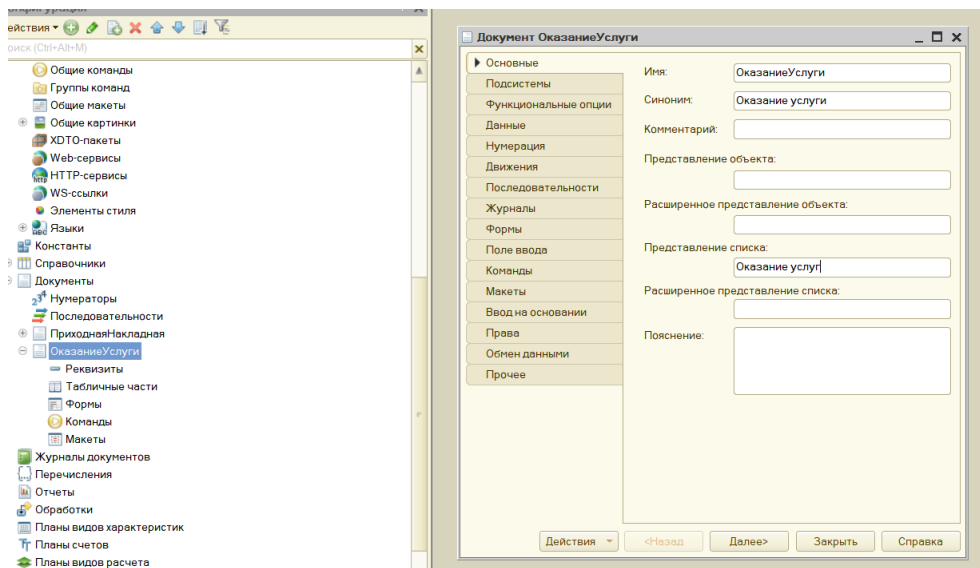 Действия
Поиск (Ctrl+Alt+M)
Общие команды
Группы команд
Общие макеты
Общие картинки
XDTO-пакеты
Web-сервисы
HTTP-сервисы
WS-ссылки
Элементы стиля
Языки
Константы
Справочники
Документы
Нумераторы
Последовательности
ПриходнаяНакладная
ОказаниеУслуги
Реквизиты
Табличные части
Формы
Команды
Макеты
Журналы документов
Перечисления
Отчеты
Обработки
Планы видов характеристик
Планы счетов
Планы видов расчета
Документ ОказаниеУслуги
Основные
Подсистемы
Функциональные опции
Данные
Нумерация
Движения
Последовательности
Журналы
Формы
Поле ввода
Команды
Макеты
Ввод на основании
Права
Обмен данными
Прочее
Имя: ОказаниеУслуги
Синоним: Оказание услуги
Комментарий:
Представление объекта:
Расширенное представление объекта:
Представление списка:
Оказание услуг
Расширенное представление списка:
Пояснение:
Действия <Назад Далее> Закрыть Справка